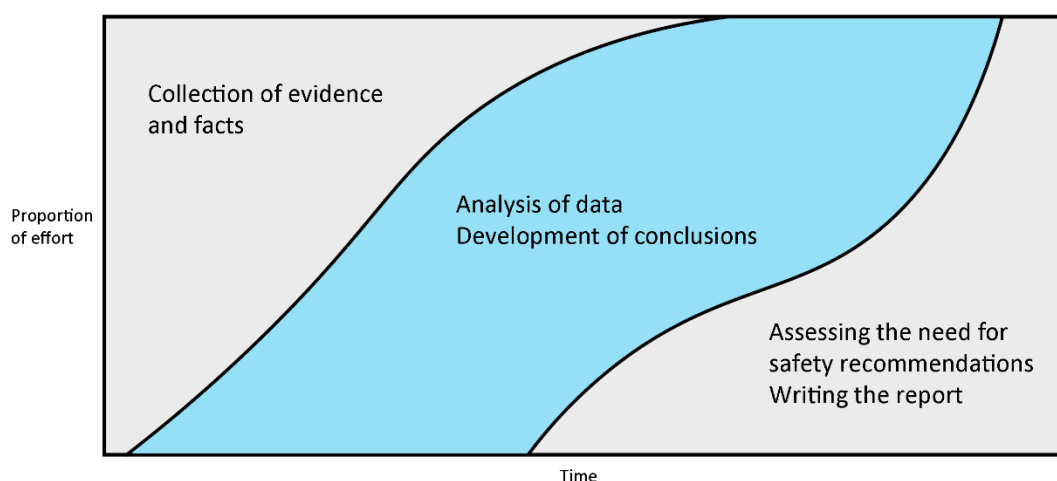 Collection of evidence
and facts
Proportion
of effort
Analysis of data
Development of conclusions
Assessing the need for
safety recommendations
Writing the report
Time